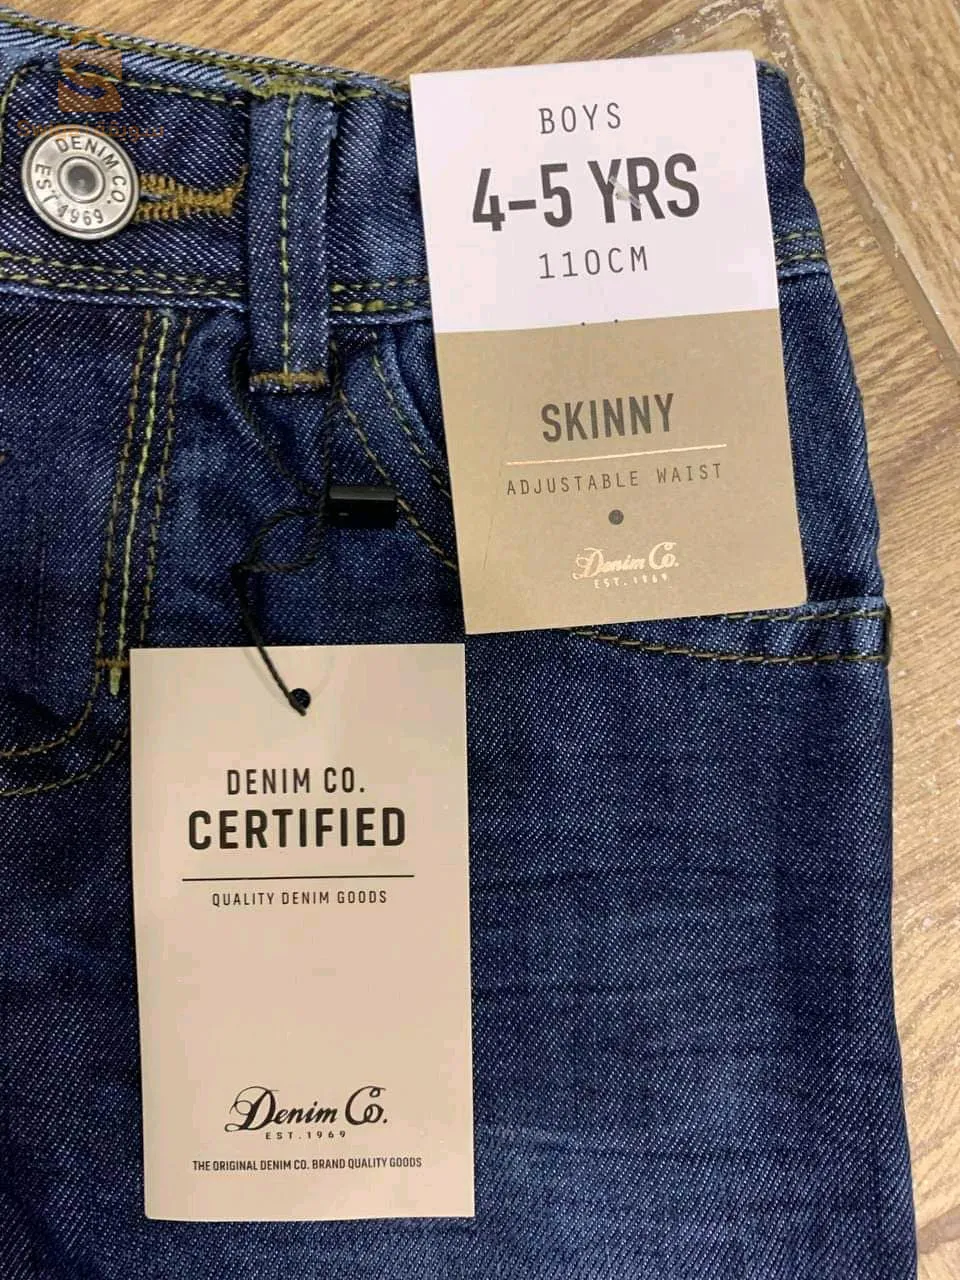 DENIM CO.
EST. 1969
BOYS
4-5 YRS
110CM
SKINNY
ADJUSTABLE WAIST
Denim Co.
EST. 1969
DENIM CO.
CERTIFIED
QUALITY DENIM GOODS
Denim Co.
EST. 1969
THE ORIGINAL DENIM CO. BRAND QUALITY GOODS